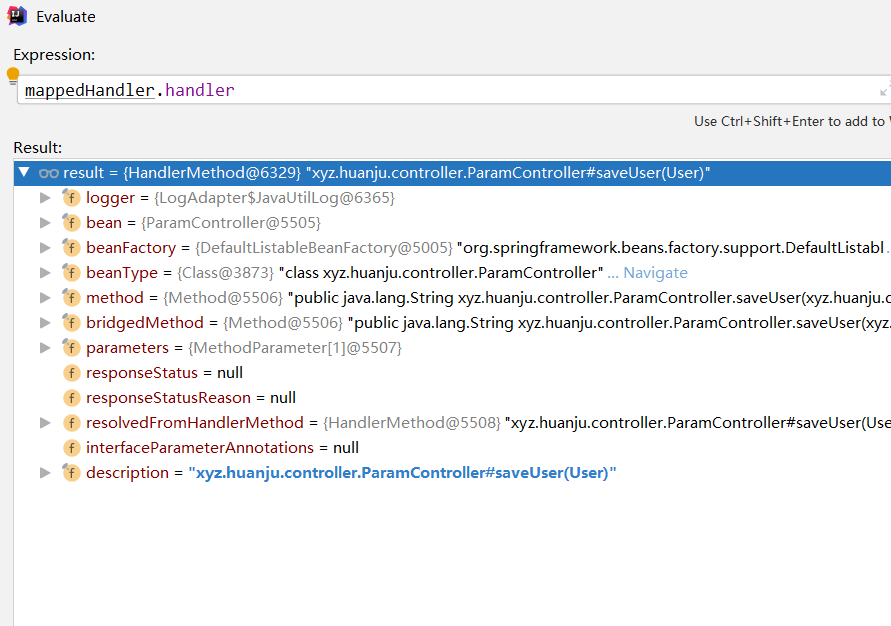 Evaluate
Expression:
mappedHandler.handler
Use Ctrl+Shift+Enter to add to
Result:
result = {HandlerMethod@6329} "xyz.huanju.controller.ParamController#saveUser(User)"
f logger = {LogAdapter$JavaUtilLog@6365}
f bean = {ParamController@5505}
f beanFactory = {DefaultListableBeanFactory@5005} "org.springframework.beans.factory.support.DefaultListabl...
f beanType = {Class@3873} "class xyz.huanju.controller.ParamController" ... Navigate
f method = {Method@5506} "public java.lang.String xyz.huanju.controller.ParamController.saveUser(xyz.huanju.c
f bridgedMethod = {Method@5506} "public java.lang.String xyz.huanju.controller.ParamController.saveUser(xyz.
f parameters = {MethodParameter[1]@5507}
f responseStatus = null
f responseStatusReason = null
f resolvedFromHandlerMethod = {HandlerMethod@5508} "xyz.huanju.controller.ParamController#saveUser(Use
f interfaceParameterAnnotations = null
f description = "xyz.huanju.controller.ParamController#saveUser(User)"